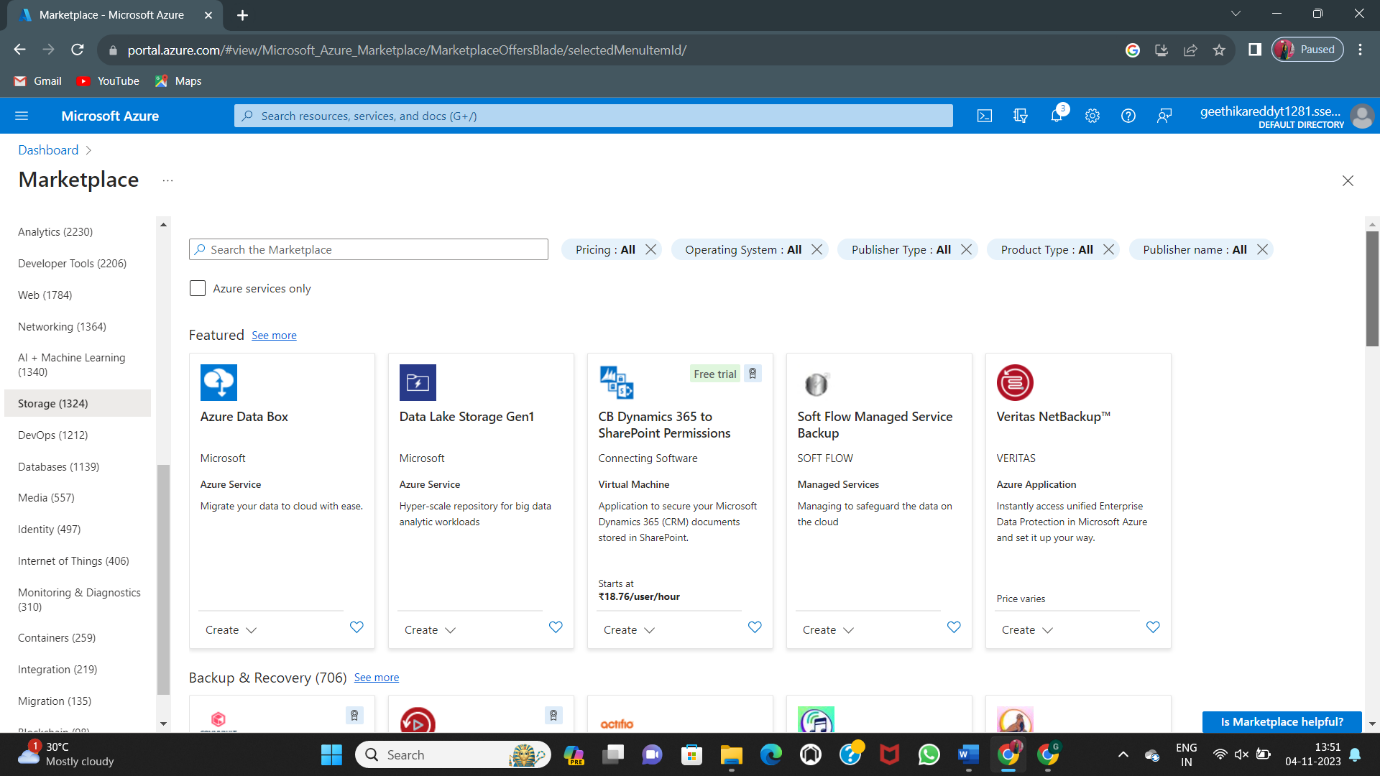 Marketplace - Microsoft Azure
portal.azure.com/#view/Microsoft_Azure_Marketplace/MarketplaceOffersBlade/selectedMenuItemId/
Paused
Gmail YouTube Maps
Microsoft Azure
Search resources, services, and docs (G+/)
3
geethikareddyt1281.sse...
DEFAULT DIRECTORY
Dashboard
Marketplace
Analytics (2230)
Developer Tools (2206)
Web (1784)
Networking (1364)
AI + Machine Learning
(1340)
Storage (1324)
DevOps (1212)
Databases (1139)
Media (557)
Identity (497)
Internet of Things (406)
Monitoring & Diagnostics
(310)
Containers (259)
Integration (219)
Migration (135)
Search the Marketplace
Pricing : All
Operating System : All
Publisher Type : All
Product Type : All
Publisher name : All
Azure services only
Featured See more
Azure Data Box
Microsoft
Azure Service
Migrate your data to cloud with ease.
Create
Data Lake Storage Gen1
Microsoft
Azure Service
Hyper-scale repository for big data
analytic workloads
Create
Free trial
CB Dynamics 365 to
SharePoint Permissions
Connecting Software
Virtual Machine
Application to secure your Microsoft
Dynamics 365 (CRM) documents
stored in SharePoint.
Starts at
₹18.76/user/hour
Create
Soft Flow Managed Service
Backup
SOFT FLOW
Managed Services
Managing to safeguard the data on
the cloud
Create
Veritas NetBackup™
VERITAS
Azure Application
Instantly access unified Enterprise
Data Protection in Microsoft Azure
and set it up your way.
Price varies
Create
Backup & Recovery (706) See more
actifio
Is Marketplace helpful?
1
30°C
Mostly cloudy
Search
PRE
ENG
IN
13:51
04-11-2023